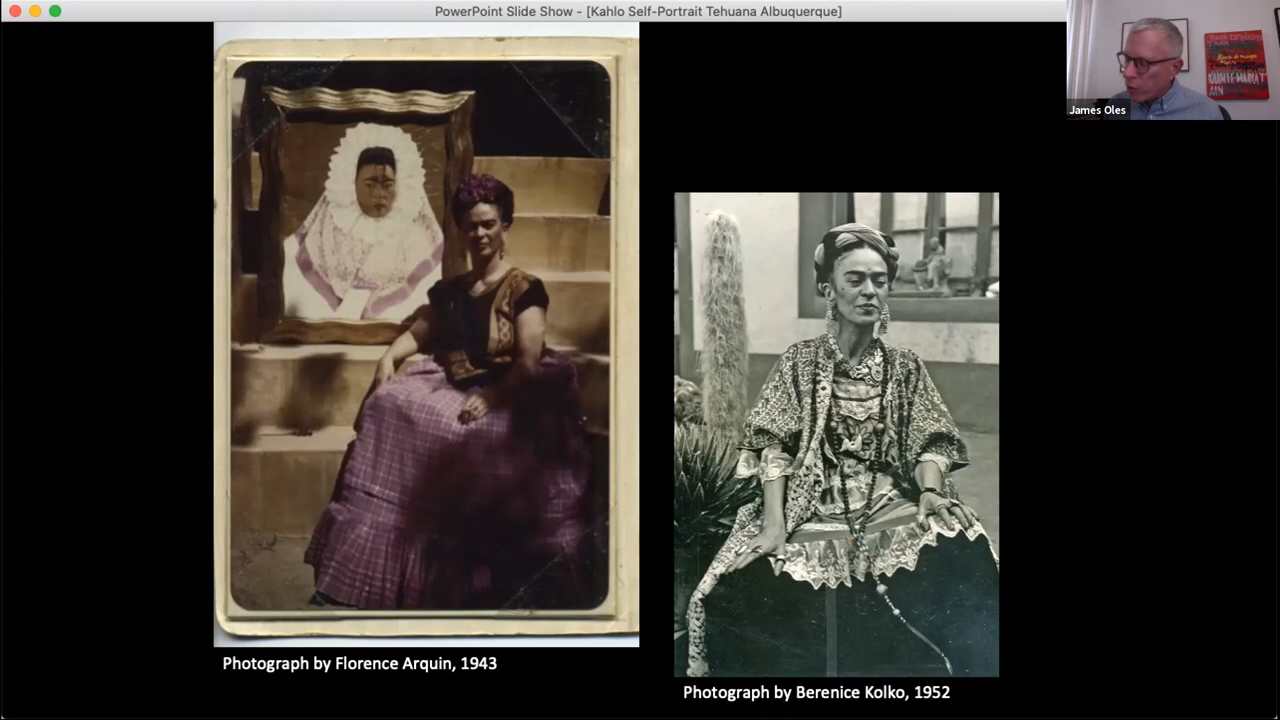 PowerPoint Slide Show - [Kahlo Self-Portrait Tehuana Albuquerque]
James Oles
Photograph by Florence Arquin, 1943
Photograph by Berenice Kolko, 1952